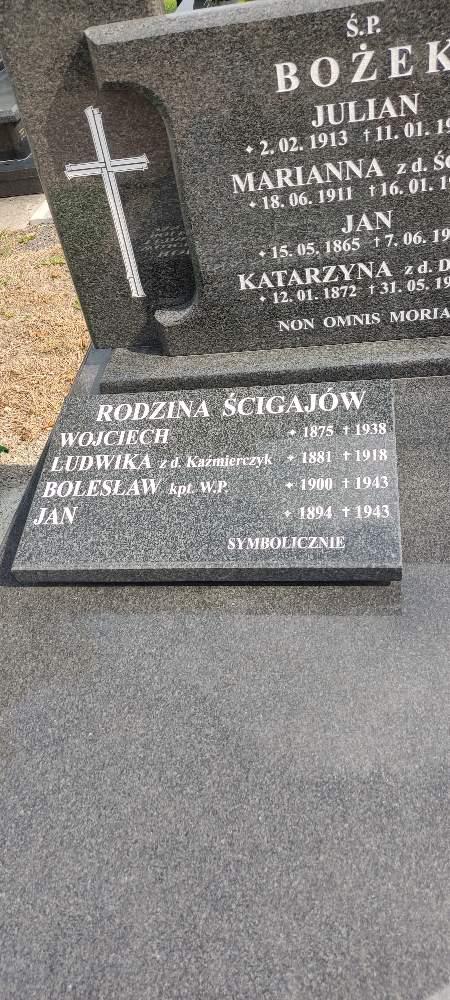 Ś.P.
BOŻEK
JULIAN
2.02.1913 †11.01.
MARIANNA z d.
18.06.1911 †16.01.
JAN
15.05.1865 †7.06.
KATARZYNA z d.
12.01.1872 †31.05.
NON OMNIS
RODZINA ŚCIGAJÓW
WOJCIECH 1875 †1938
LUDWIKA z d. Kaźmierczyk 1881 †1918
BOLESŁAW kpt. W.P. 1900 †1943
JAN 1894 †1943
SYMBOLICZNIE